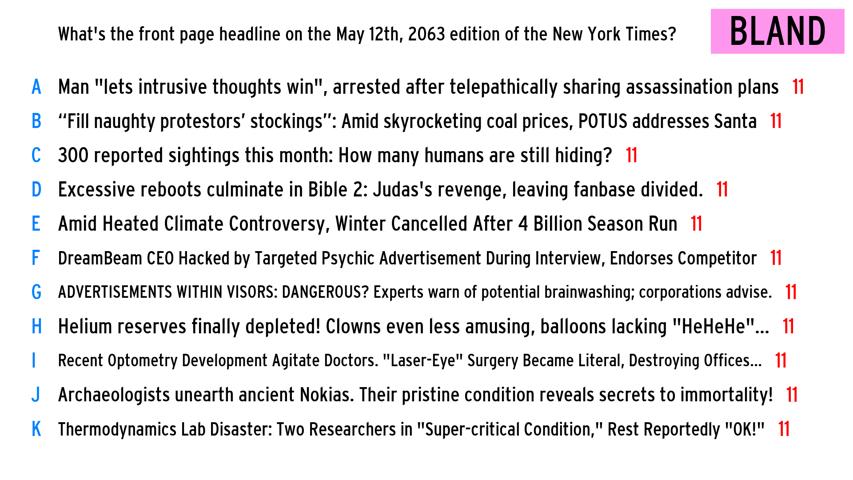 What's the front page headline on the May 12th, 2063 edition of the New York Times?
BLAND
A Man "lets intrusive thoughts win", arrested after telepathically sharing assassination plans 11
B “Fill naughty protestors’ stockings”: Amid skyrocketing coal prices, POTUS addresses Santa 11
C 300 reported sightings this month: How many humans are still hiding? 11
D Excessive reboots culminate in Bible 2: Judas's revenge, leaving fanbase divided. 11
E Amid Heated Climate Controversy, Winter Cancelled After 4 Billion Season Run 11
F DreamBeam CEO Hacked by Targeted Psychic Advertisement During Interview, Endorses Competitor 11
G ADVERTISEMENTS WITHIN VISORS: DANGEROUS? Experts warn of potential brainwashing; corporations advise. 11
H Helium reserves finally depleted! Clowns even less amusing, balloons lacking "HeHeHe"... 11
I Recent Optometry Development Agitate Doctors. "Laser-Eye" Surgery Became Literal, Destroying Offices... 11
J Archaeologists unearth ancient Nokias. Their pristine condition reveals secrets to immortality! 11
K Thermodynamics Lab Disaster: Two Researchers in "Super-critical Condition," Rest Reportedly "OK!" 11